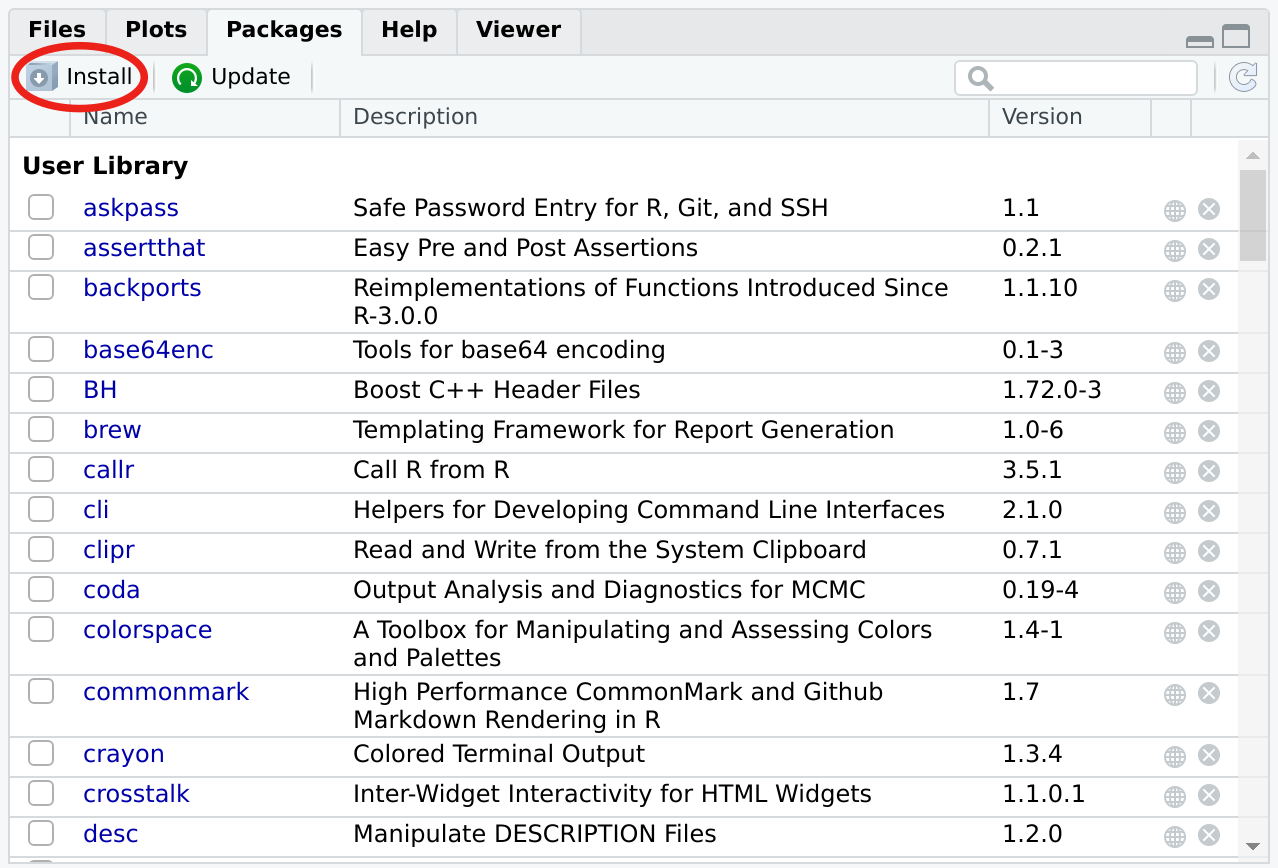 Files Plots Packages Help Viewer
Install Update
Name Description Version
User Library
askpass Safe Password Entry for R, Git, and SSH 1.1
assertthat Easy Pre and Post Assertions 0.2.1
backports Reimplementations of Functions Introduced Since 1.1.10
R-3.0.0
base64enc Tools for base64 encoding 0.1-3
BH Boost C++ Header Files 1.72.0-3
brew Templating Framework for Report Generation 1.0-6
callr Call R from R 3.5.1
cli Helpers for Developing Command Line Interfaces 2.1.0
clipr Read and Write from the System Clipboard 0.7.1
coda Output Analysis and Diagnostics for MCMC 0.19-4
colorspace A Toolbox for Manipulating and Assessing Colors 1.4-1
and Palettes
commonmark High Performance CommonMark and Github 1.7
Markdown Rendering in R
crayon Colored Terminal Output 1.3.4
crosstalk Inter-Widget Interactivity for HTML Widgets 1.1.0.1
desc Manipulate DESCRIPTION Files 1.2.0